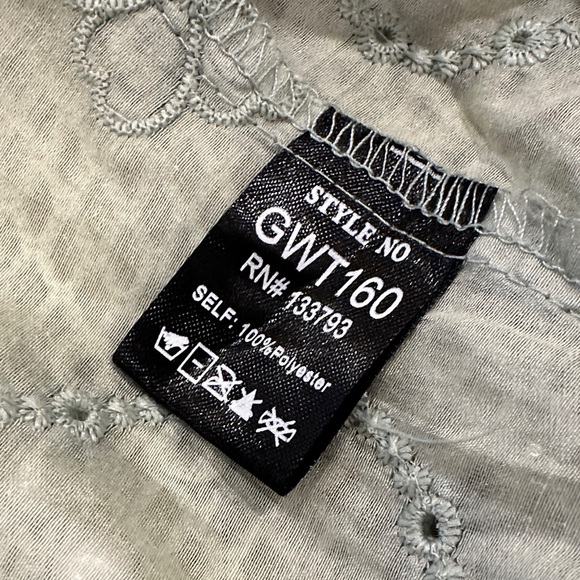 STYLE NO
GWT160
RN# 133793
SELF: 100%Polyester